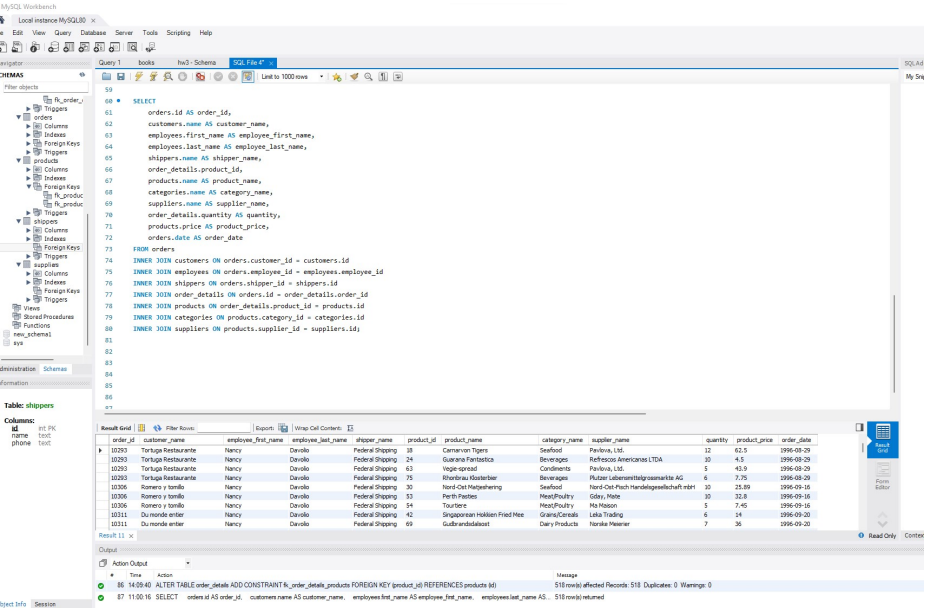 MySQL Workbench
Local instance MySQL80 ×
Edit View Query Database Server Tools Scripting Help
Query 1 books hw3 - Schema SQL File 4* ×
SQLAd
My Sni
Limit to 1000 rows
SCHEMAS
Filter objects
fk_order_
Triggers
orders
Columns
Indexes
Foreign Keys
Triggers
products
Columns
Indexes
Foreign Keys
fk_produc
fk_produc
Triggers
shippers
Columns
Indexes
Foreign Keys
Triggers
suppliers
Columns
Indexes
Foreign Keys
Triggers
Views
Stored Procedures
Functions
new_schema1
sys
Administration Schemas
Information
Table: shippers
Columns:
id int PK
name text
phone text
Object Info Session
59
60 SELECT
61 orders.id AS order_id,
62 customers.name AS customer_name,
63 employees.first_name AS employee_first_name,
64 employees.last_name AS employee_last_name,
65 shippers.name AS shipper_name,
66 order_details.product_id,
67 products.name AS product_name,
68 categories.name AS category_name,
69 suppliers.name AS supplier_name,
70 order_details.quantity AS quantity,
71 products.price AS product_price,
72 orders.date AS order_date
73 FROM orders
74 INNER JOIN customers ON orders.customer_id = customers.id
75 INNER JOIN employees ON orders.employee_id = employees.employee_id
76 INNER JOIN shippers ON orders.shipper_id = shippers.id
77 INNER JOIN order_details ON orders.id = order_details.order_id
78 INNER JOIN products ON order_details.product_id = products.id
79 INNER JOIN categories ON products.category_id = categories.id
80 INNER JOIN suppliers ON products.supplier_id = suppliers.id;
81
82
83
84
85
86
87
Result Grid Filter Rows: Export: Wrap Cell Content:
order_id customer_name employee_first_name employee_last_name shipper_name product_id product_name category_name supplier_name quantity product_price order_date
10293 Tortuga Restaurante Nancy Davolio Federal Shipping 18 Carnarvon Tigers Seafood Pavlova, Ltd. 12 62.5 1996-08-29
10293 Tortuga Restaurante Nancy Davolio Federal Shipping 24 Guarana Fantastica Beverages Refrescos Americanas LTDA 10 4.5 1996-08-29
10293 Tortuga Restaurante Nancy Davolio Federal Shipping 63 Vegie-spread Condiments Pavlova, Ltd. 5 43.9 1996-08-29
10293 Tortuga Restaurante Nancy Davolio Federal Shipping 75 Rhonbrau Klosterbier Beverages Plutzer Lebensmittelgrossmarkte AG 6 7.75 1996-08-29
10306 Romero y tomillo Nancy Davolio Federal Shipping 30 Nord-Ost Matjeshering Seafood Nord-Ost-Fisch Handelsgesellschaft mbH 10 25.89 1996-09-16
10306 Romero y tomillo Nancy Davolio Federal Shipping 53 Perth Pasties Meat/Poultry Gday, Mate 10 32.8 1996-09-16
10306 Romero y tomillo Nancy Davolio Federal Shipping 54 Tourtiere Meat/Poultry Ma Maison 5 7.45 1996-09-16
10311 Du monde entier Nancy Davolio Federal Shipping 42 Singaporean Hokkien Fried Mee Grains/Cereals Leka Trading 6 14 1996-09-20
10311 Du monde entier Nancy Davolio Federal Shipping 69 Gudbrandsdalsost Dairy Products Norske Meierier 7 36 1996-09-20
Result Grid
Form Editor
Result 11 ×
Read Only Context
Output
Action Output
# Time Action Message
86 14:09:40 ALTER TABLE order_details ADD CONSTRAINT fk_order_details_products FOREIGN KEY (product_id) REFERENCES products (id) 518 row(s) affected Records: 518 Duplicates: 0 Warnings: 0
87 11:00:16 SELECT orders.id AS order_id, customers.name AS customer_name, employees.first_name AS employee_first_name, employees.last_name AS... 518 row(s) returned